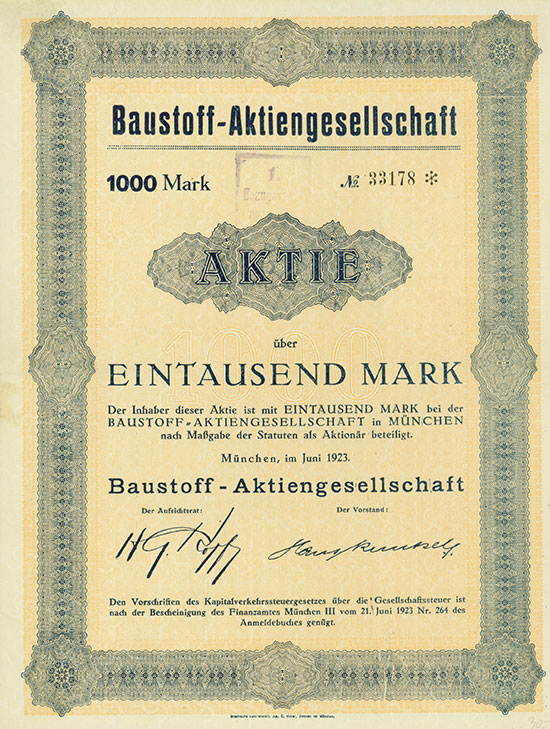 Baustoff-Aktiengesellschaft
1.
1000 Mark
№ 33178 *
AKTIE
1000
über
EINTAUSEND MARK
Der Inhaber dieser Aktie ist mit EINTAUSEND MARK bei der
BAUSTOFF-AKTIENGESELLSCHAFT in MÜNCHEN
nach Maßgabe der Statuten als Aktionär beteiligt.
München, im Juni 1923.
Baustoff-Aktiengesellschaft
Der Aufsichtsrat:
Der Vorstand:
Den Vorschriften des Kapitalverkehrssteuergesetzes über die Gesellschaftssteuer ist
nach der Bescheinigung des Finanzamtes München III vom 21. Juni 1923 Nr. 264 des
Anmeldebuches genügt.